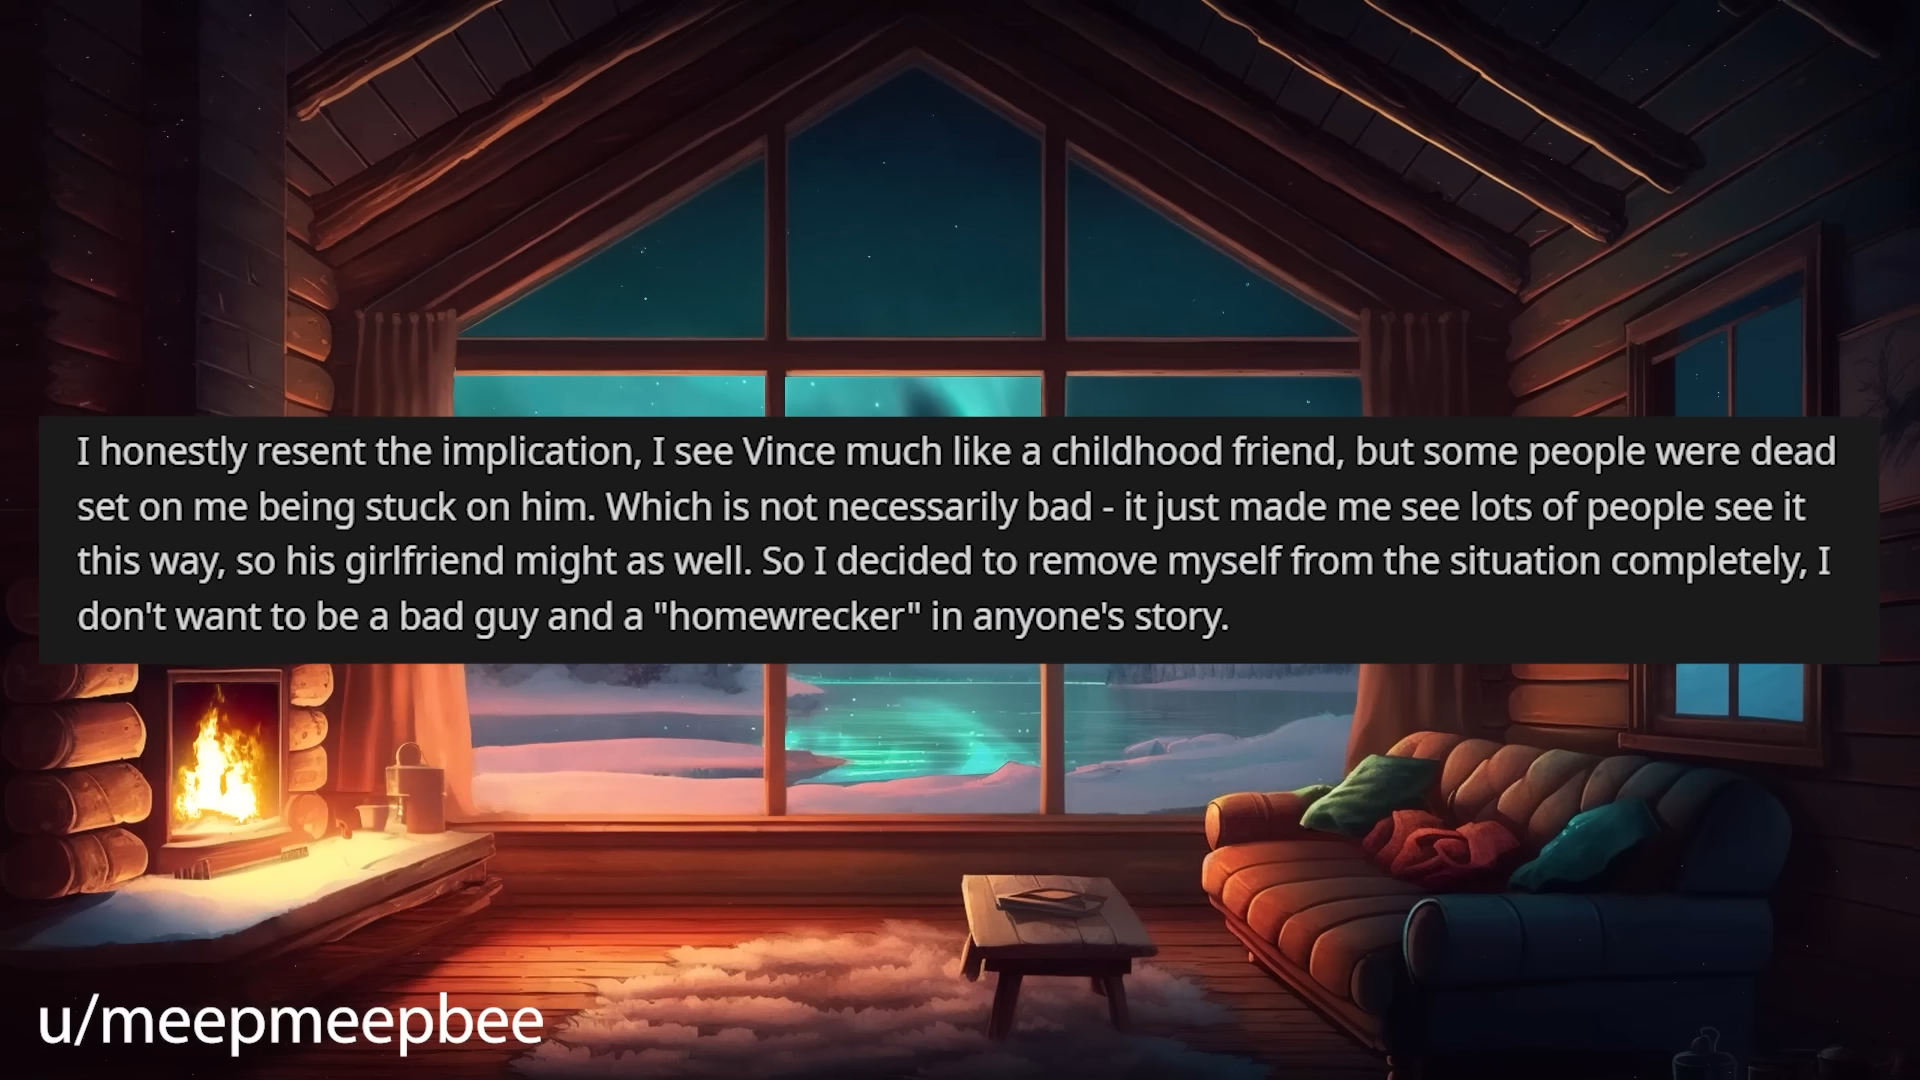 I honestly resent the implication, I see Vince much like a childhood friend, but some people were dead
set on me being stuck on him. Which is not necessarily bad - it just made me see lots of people see it
this way, so his girlfriend might as well. So I decided to remove myself from the situation completely, I
don't want to be a bad guy and a "homewrecker" in anyone's story.
u/meepmeepbee